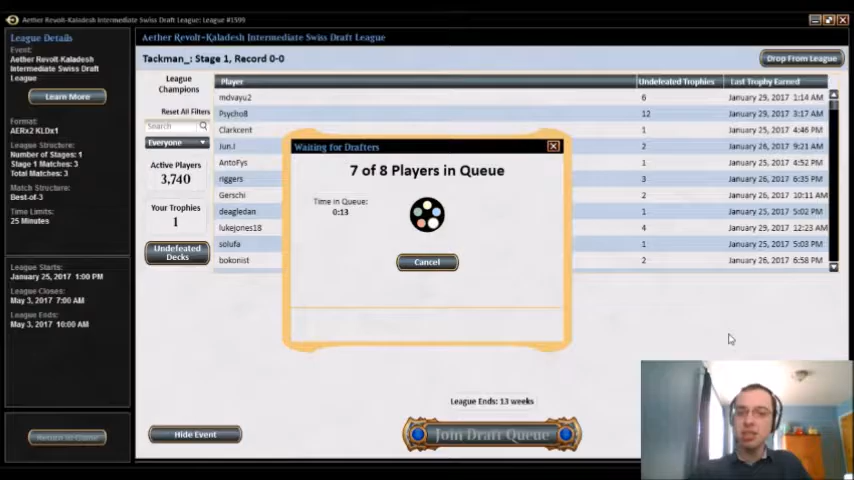 Aether Revolt-Kaladesh Intermediate Swiss Draft League: League #1599
League Details
Event:
Aether Revolt-Kaladesh
Intermediate Swiss Draft
League
Learn More
Format:
AERx2 KLDx1
League Structure:
Number of Stages: 1
Stage 1 Matches: 3
Total Matches: 3
Match Structure:
Best-of-3
Time Limits:
25 Minutes
League Starts:
January 25, 2017 1:00 PM
League Closes:
May 3, 2017 7:00 AM
League Ends:
May 3, 2017 10:00 AM
Aether Revolt-Kaladesh Intermediate Swiss Draft League
Tackman_: Stage 1, Record 0-0
Drop From League
League
Champions
Reset All Filters
Search
Everyone
Active Players
3,740
Your Trophies
1
Undefeated
Decks
Player Undefeated Trophies Last Trophy Earned
mdvayu2 6 January 29, 2017 1:14 AM
Psycho8 12 January 29, 2017 3:17 AM
Clarkcent 1 January 25, 2017 4:46 PM
Jun.I 2 January 26, 2017 9:21 AM
AntoFys 1 January 25, 2017 4:52 PM
riggers 3 January 26, 2017 6:35 PM
Gerschi 2 January 26, 2017 10:11 AM
deagledan 1 January 25, 2017 5:02 PM
lukejones18 4 January 29, 2017 12:23 AM
solufa 1 January 25, 2017 5:03 PM
bokonist 2 January 26, 2017 6:58 PM
Waiting for Drafters
7 of 8 Players in Queue
Time in Queue:
0:13
Cancel
League Ends: 13 weeks
Hide Event
Join Draft Queue